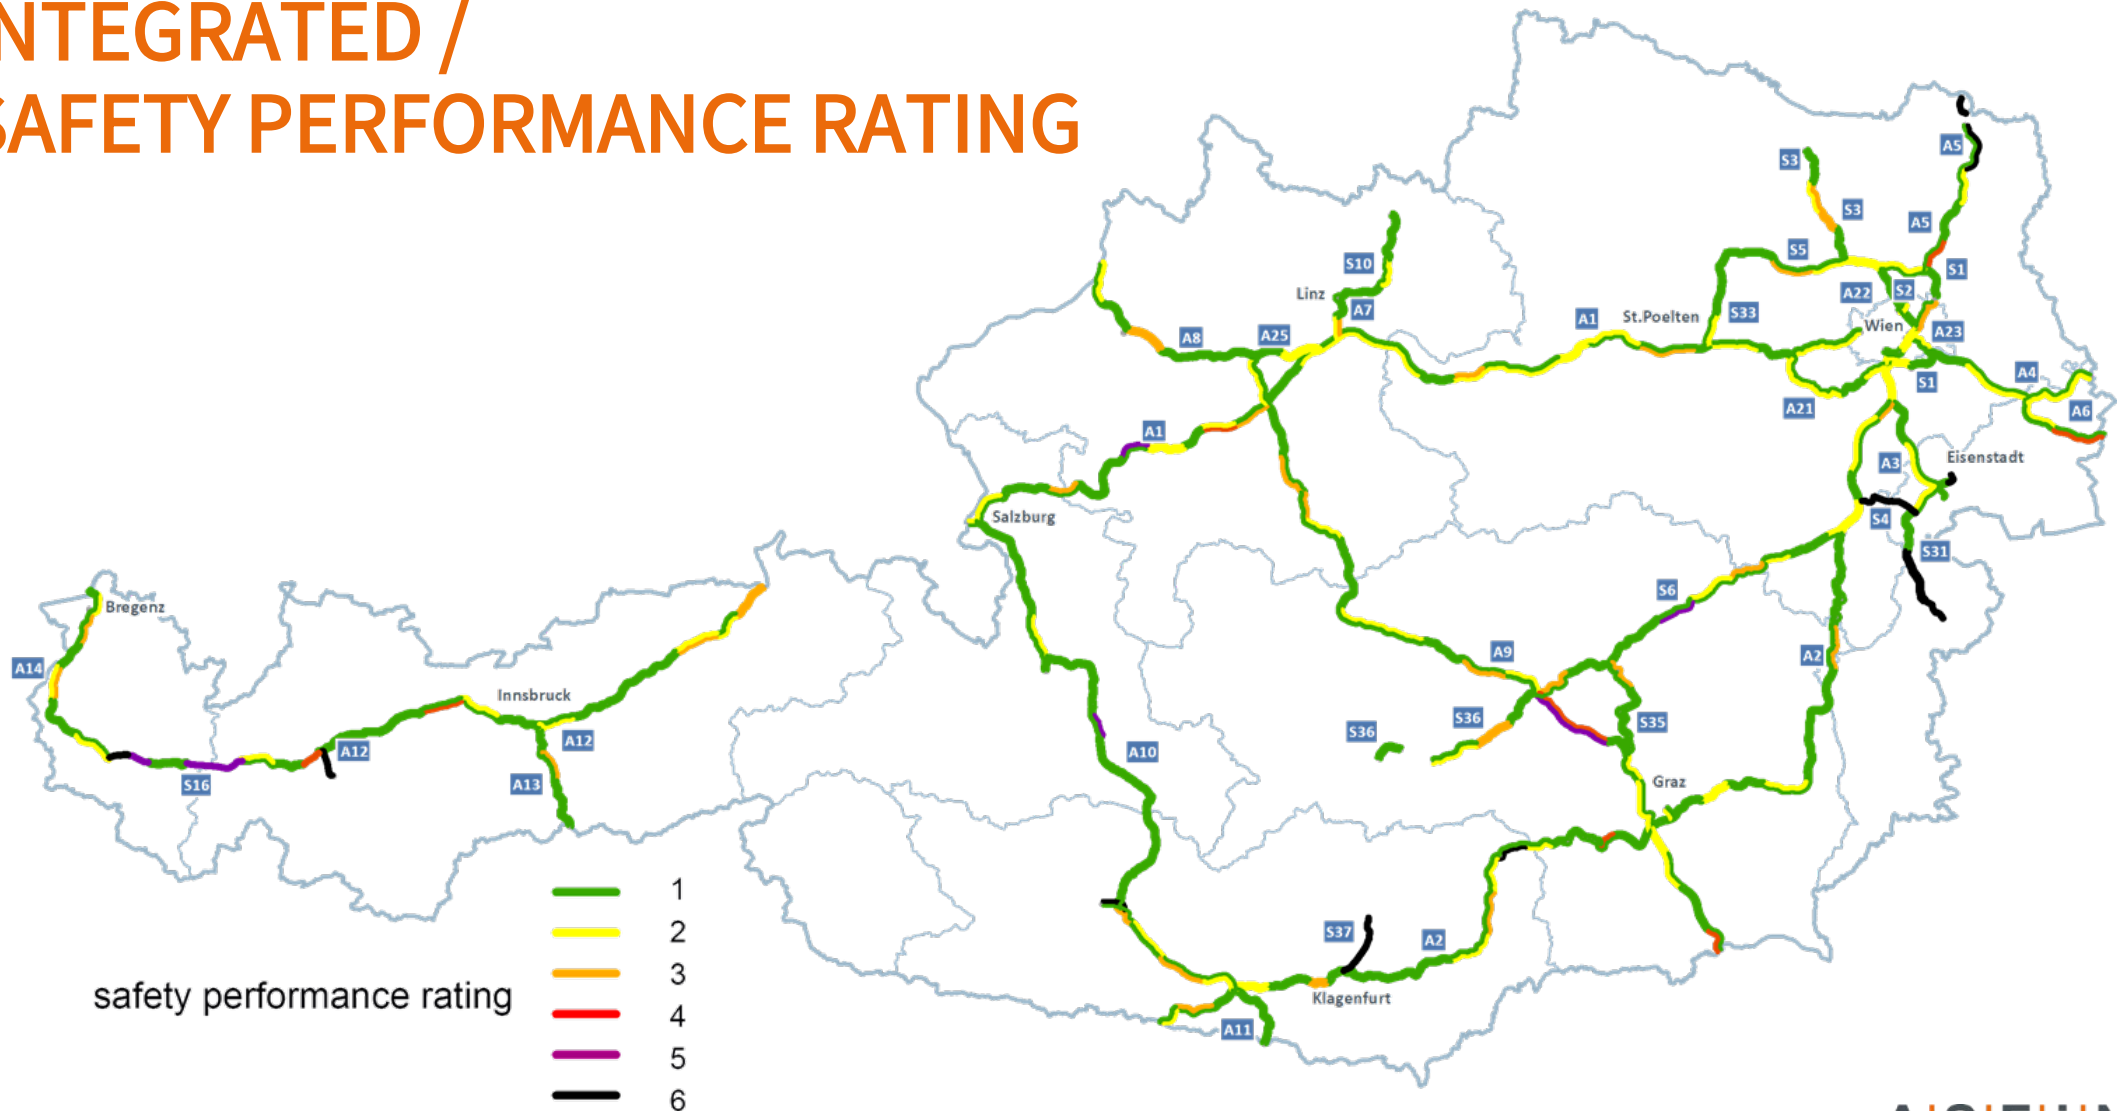 NTEGRATED /
SAFETY PERFORMANCE RATING
A5
S3
S3
A5
S5
S10
S1
Linz
A22
S2
A7
S33
St.Poelten
A1
Wien
A23
A8
A25
A4
S1
A21
A6
A1
Eisenstadt
A3
Salzburg
S4
S31
S6
Bregenz
A9
A2
A14
Innsbruck
S36
S35
S36
A12
A12
A10
S16
A13
Graz
1
2
S37
A2
3
safety performance rating
Klagenfurt
4
A11
5
6